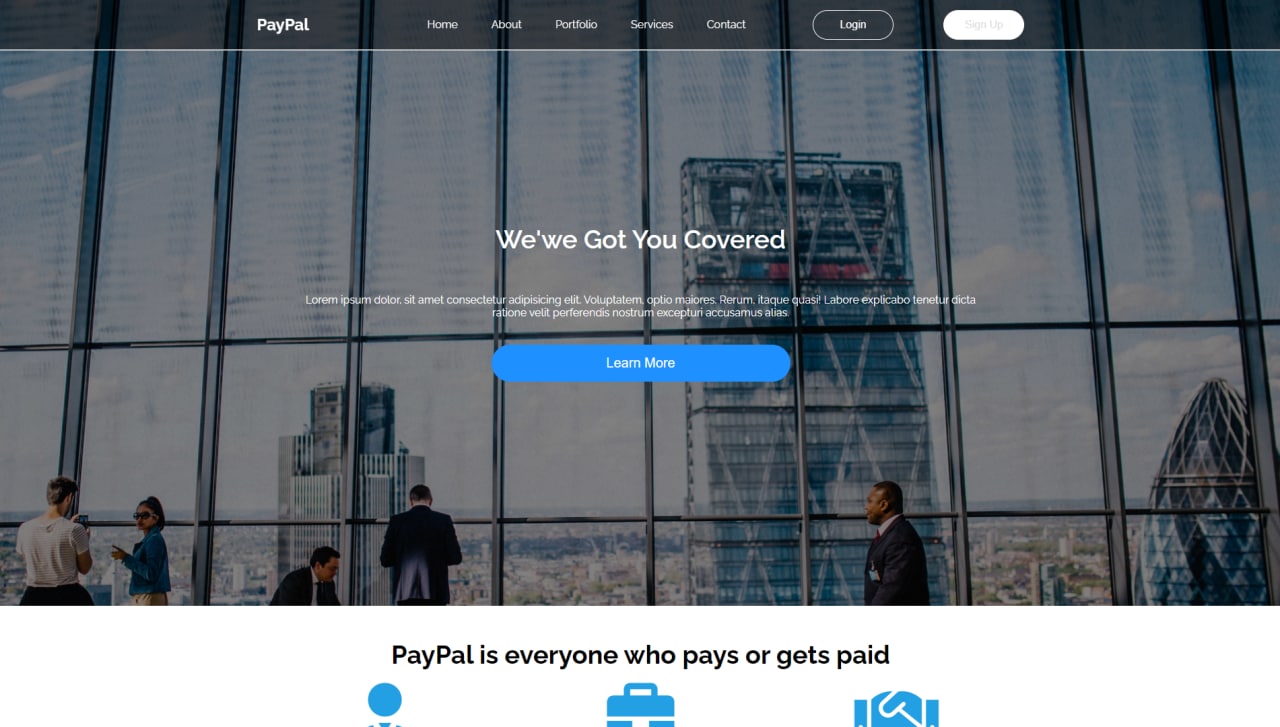 PayPal
Home
About
Portfolio
Services
Contact
Login
Sign Up
We'we Got You Covered
Lorem ipsum dolor, sit amet consectetur adipisicing elit. Voluptatem, optio maiores. Rerum, itaque quasi! Labore explicabo tenetur dicta
ratione velit perferendis nostrum excepturi accusamus alias.
Learn More
PayPal is everyone who pays or gets paid